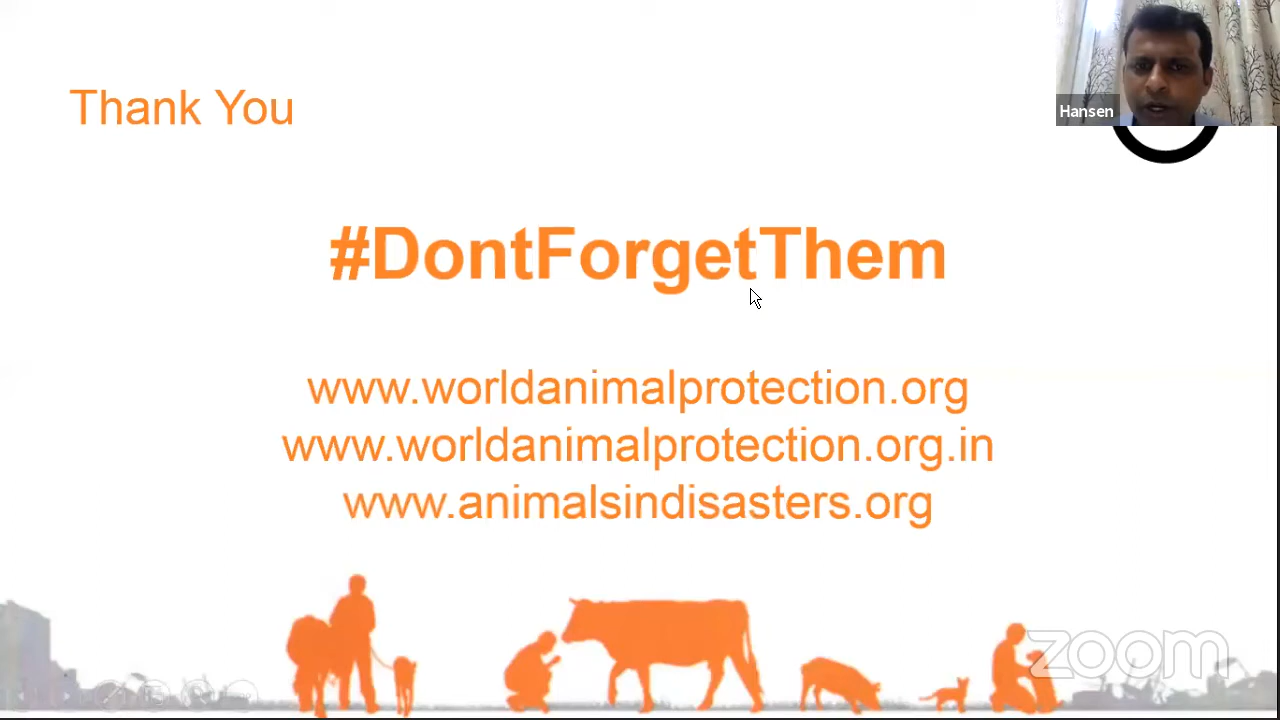 Thank You
Hansen
#DontForgetThem
www.worldanimalprotection.org
www.worldanimalprotection.org.in
www.animalsindisasters.org
zoom